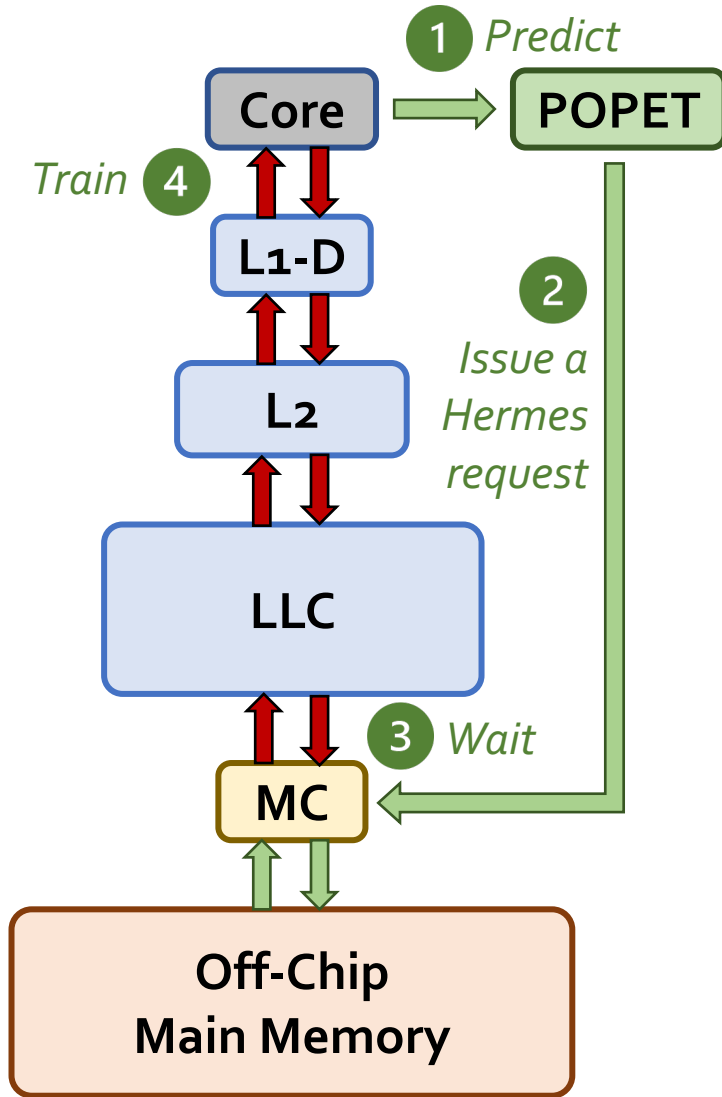 1 Predict
Core
POPET
Train 4
L1-D
2
Issue a
Hermes
request
L2
LLC
3 Wait
MC
Off-Chip
Main Memory